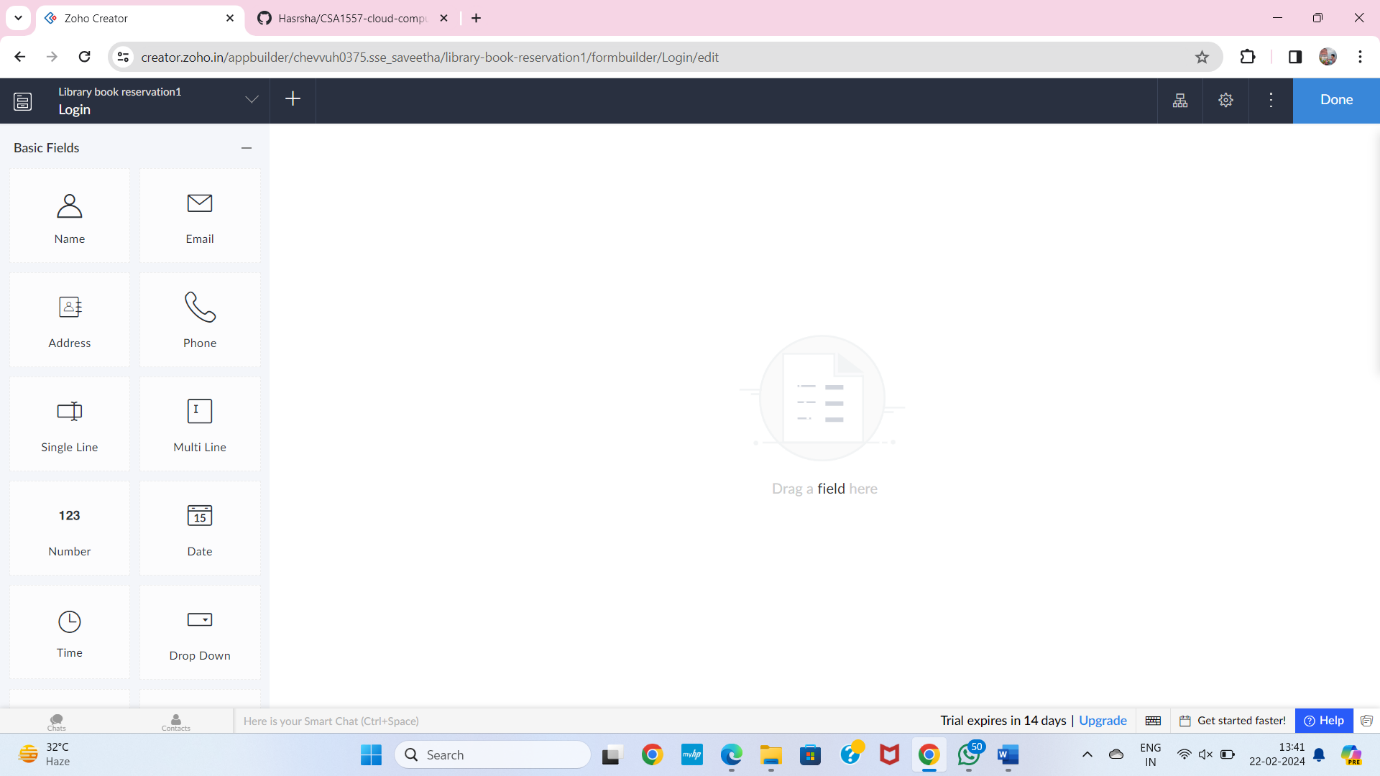 Zoho Creator
Hasrsha/CSA1557-cloud-compu
creator.zoho.in/appbuilder/chevvuh0375.sse_saveetha/library-book-reservation1/formbuilder/Login/edit
Library book reservation1
Login
Done
Basic Fields
Name
Email
Address
Phone
Single Line
I
Multi Line
123
Number
15
Date
Time
Drop Down
Drag a field here
Chats
Contacts
Here is your Smart Chat (Ctrl+Space)
Trial expires in 14 days | Upgrade
Get started faster!
? Help
32°C
Haze
Search
myhp
?
50
W
ENG
IN
13:41
22-02-2024
PRE